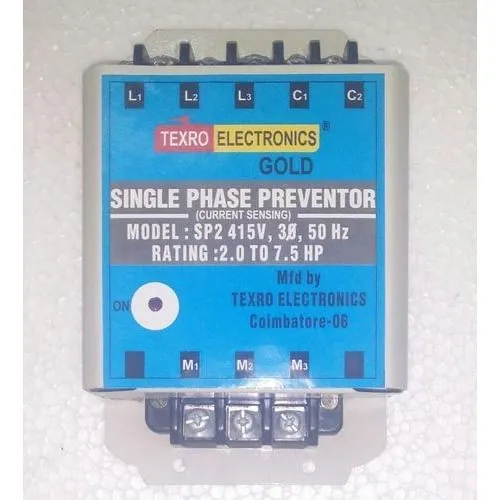 L1 L2 L3 C1 C2
TEXRO ELECTRONICS ®
GOLD
SINGLE PHASE PREVENTOR
(CURRENT SENSING)
MODEL : SP2 415V, 3Ø, 50 Hz
RATING : 2.0 TO 7.5 HP
Mfd by
TEXRO ELECTRONICS
Coimbatore-06
ON
M1 M2 M3